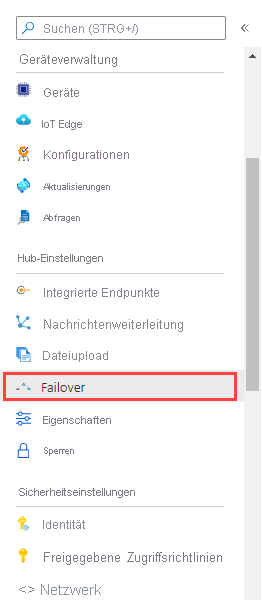 Suchen (STRG+/)
«
Geräteverwaltung
Geräte
IoT Edge
Konfigurationen
Aktualisierungen
Abfragen
Hub-Einstellungen
Integrierte Endpunkte
Nachrichtenweiterleitung
Dateiupload
Failover
Eigenschaften
Sperren
Sicherheitseinstellungen
Identität
Freigegebene Zugriffsrichtlinien
<> Netzwerk